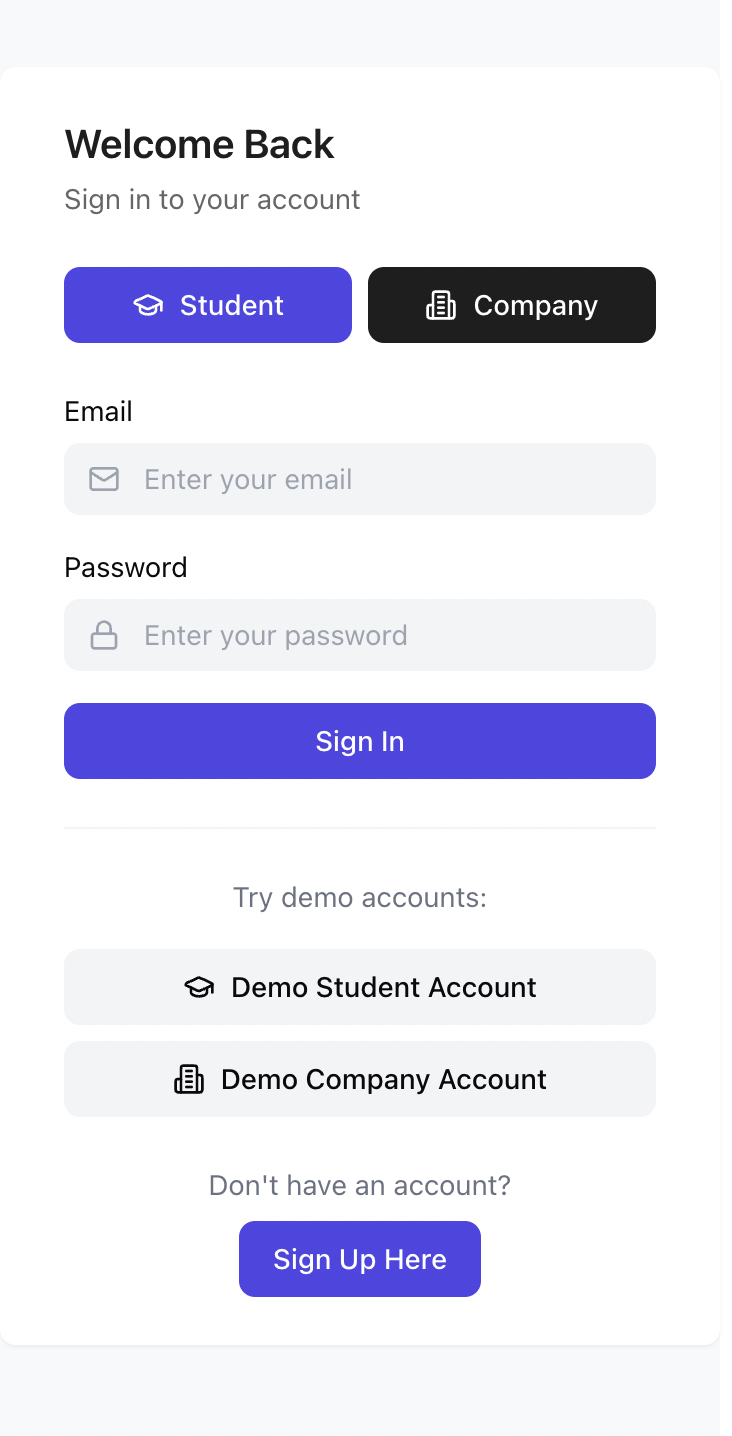 Welcome Back
Sign in to your account
Student
Company
Email
Enter your email
Password
Enter your password
Sign In
Try demo accounts:
Demo Student Account
Demo Company Account
Don't have an account?
Sign Up Here